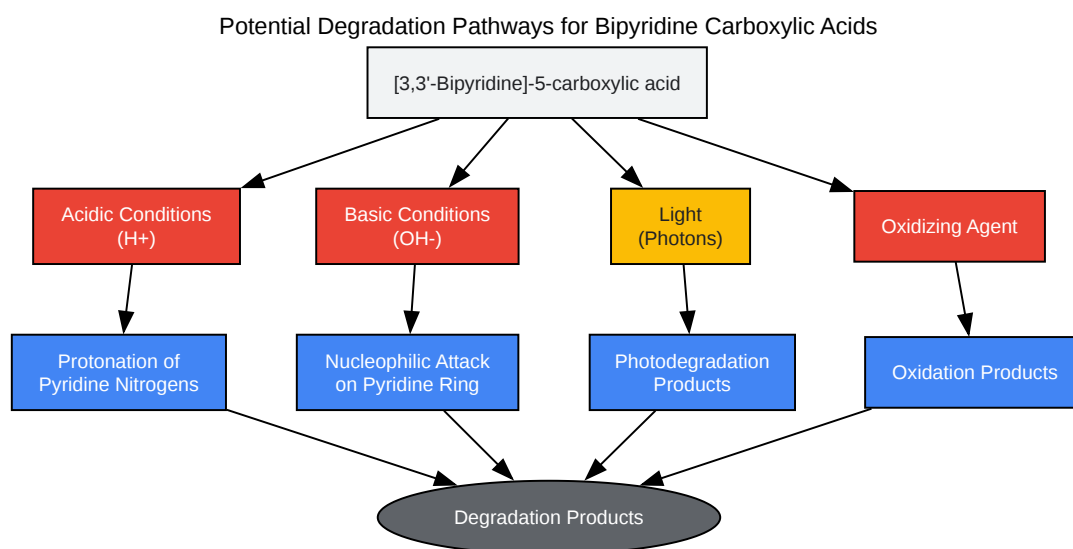 Potential Degradation Pathways for Bipyridine Carboxylic Acids
[3,3'-Bipyridine]-5-carboxylic acid
Acidic Conditions
(H+)
Basic Conditions
(OH-)
Light
(Photons)
Oxidizing Agent
Protonation of
Pyridine Nitrogens
Nucleophilic Attack
on Pyridine Ring
Photodegradation
Products
Oxidation Products
Degradation Products